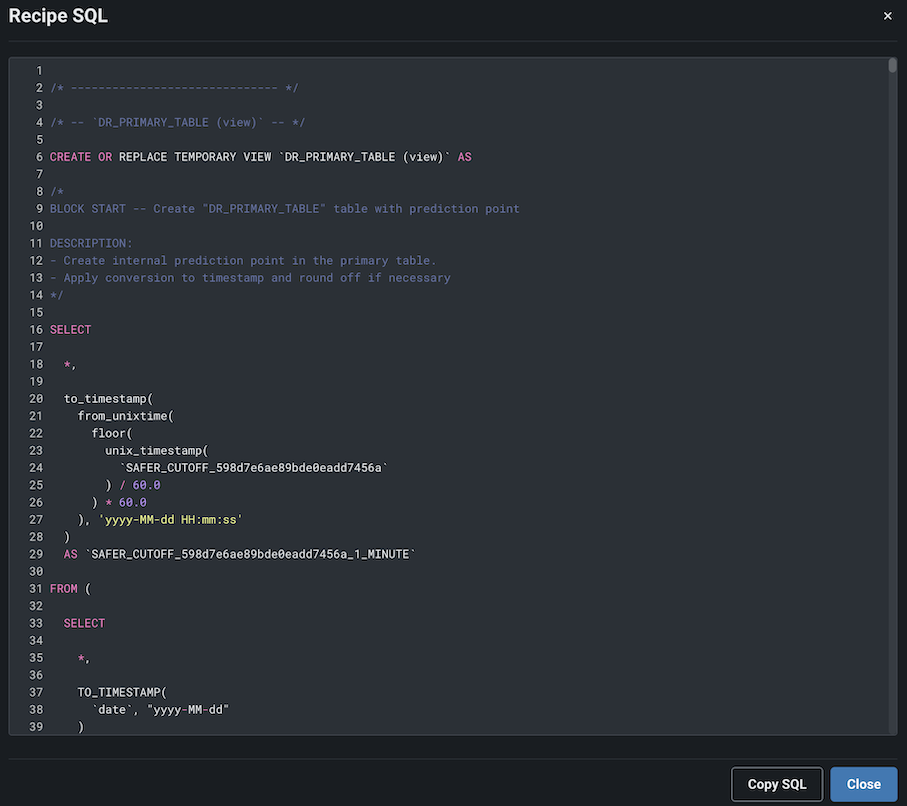 Recipe SQL
×
1
2 /* ------------------------------ */
3
4 /* -- `DR_PRIMARY_TABLE (view)` -- */
5
6 CREATE OR REPLACE TEMPORARY VIEW `DR_PRIMARY_TABLE (view)` AS
7
8 /*
9 BLOCK START -- Create "DR_PRIMARY_TABLE" table with prediction point
10
11 DESCRIPTION:
12 - Create internal prediction point in the primary table.
13 - Apply conversion to timestamp and round off if necessary
14 */
15
16 SELECT
17
18   *,
19
20   to_timestamp(
21     from_unixtime(
22       floor(
23         unix_timestamp(
24           `SAFER_CUTOFF_598d7e6ae89bde0eadd7456a`
25         ) / 60.0
26       ) * 60.0
27     ), 'yyyy-MM-dd HH:mm:ss'
28   )
29   AS `SAFER_CUTOFF_598d7e6ae89bde0eadd7456a_1_MINUTE`
30
31 FROM (
32
33   SELECT
34
35     *,
36
37     TO_TIMESTAMP(
38       `date`, "yyyy-MM-dd"
39     )
Copy SQL
Close